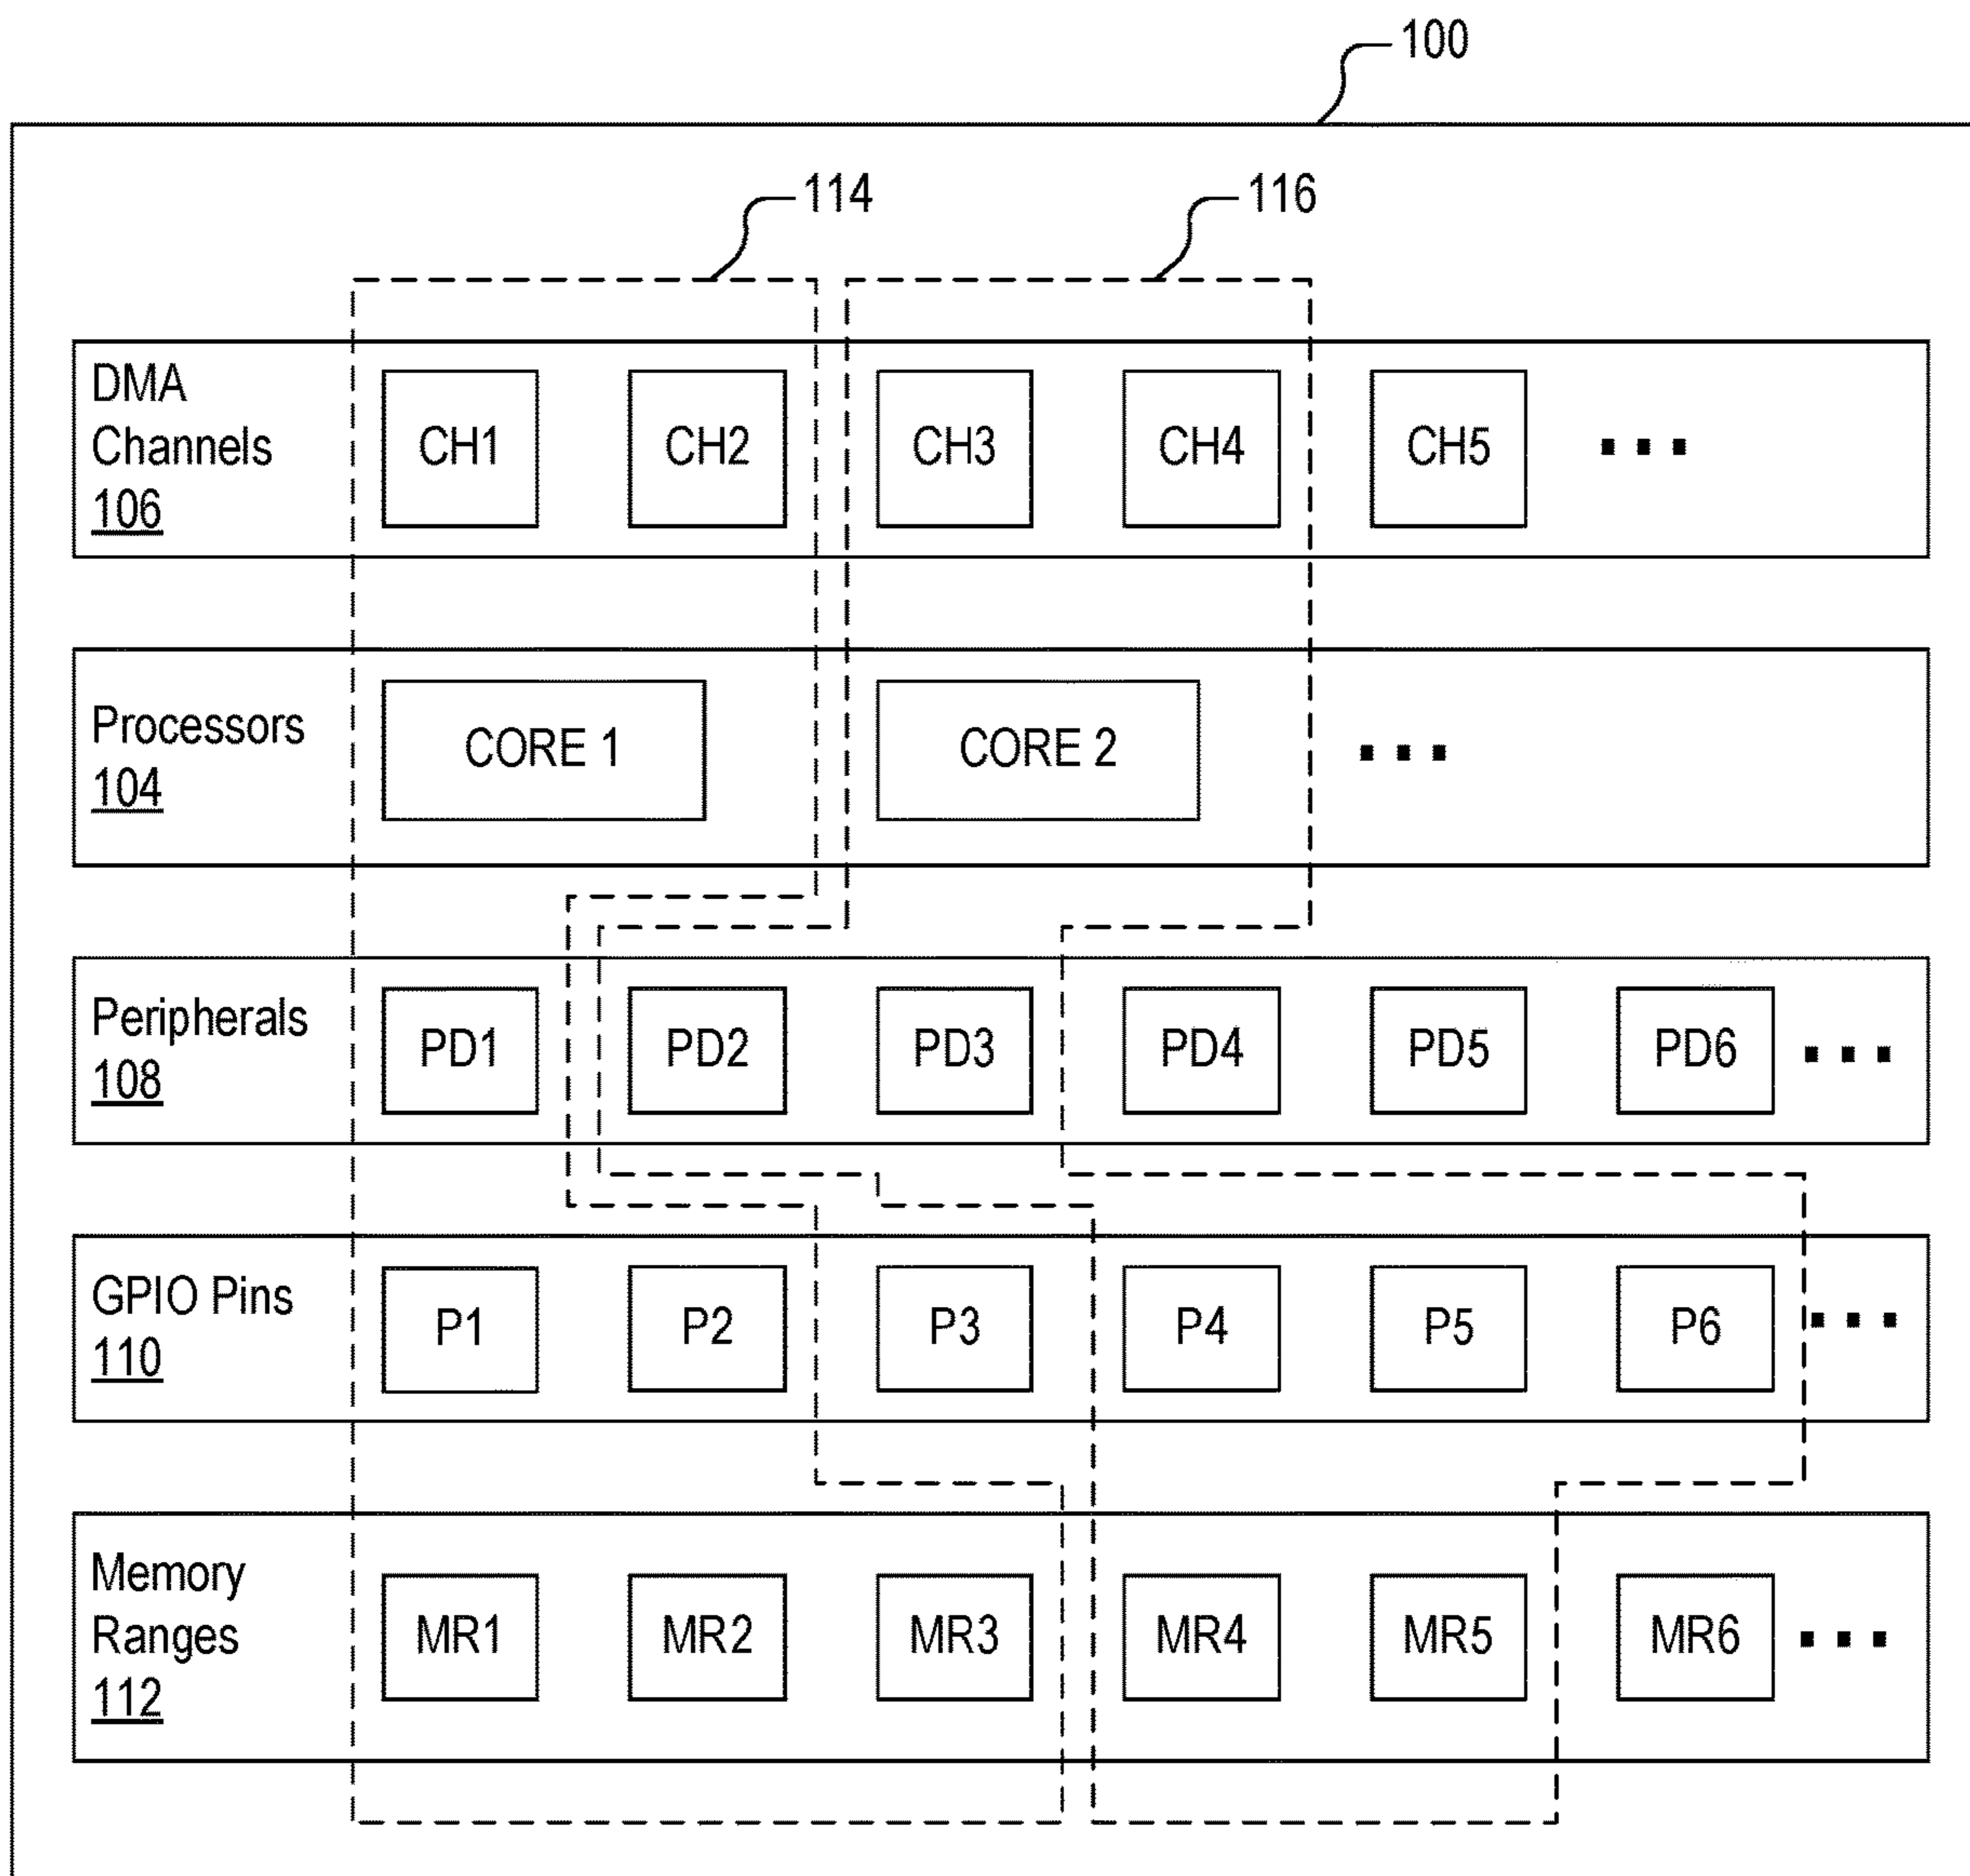 100
114
116
DMA
Channels
106
CH1 CH2 CH3 CH4 CH5 ...
Processors
104
CORE 1 CORE 2 ...
Peripherals
108
PD1 PD2 PD3 PD4 PD5 PD6 ...
GPIO Pins
110
P1 P2 P3 P4 P5 P6 ...
Memory
Ranges
112
MR1 MR2 MR3 MR4 MR5 MR6 ...